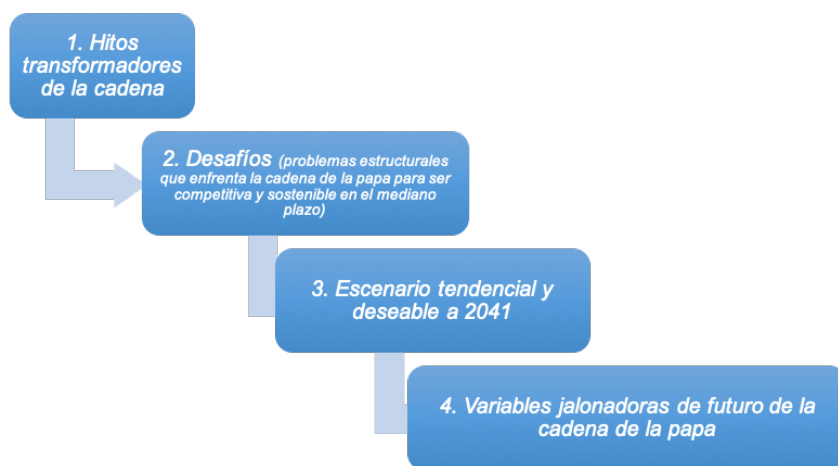 1. Hitos
transformadores
de la cadena
2. Desafíos (problemas estructurales
que enfrenta la cadena de la papa para ser
competitiva y sostenible en el mediano
plazo)
3. Escenario tendencial y
deseable a 2041
4. Variables jalonadoras de futuro de la
cadena de la papa